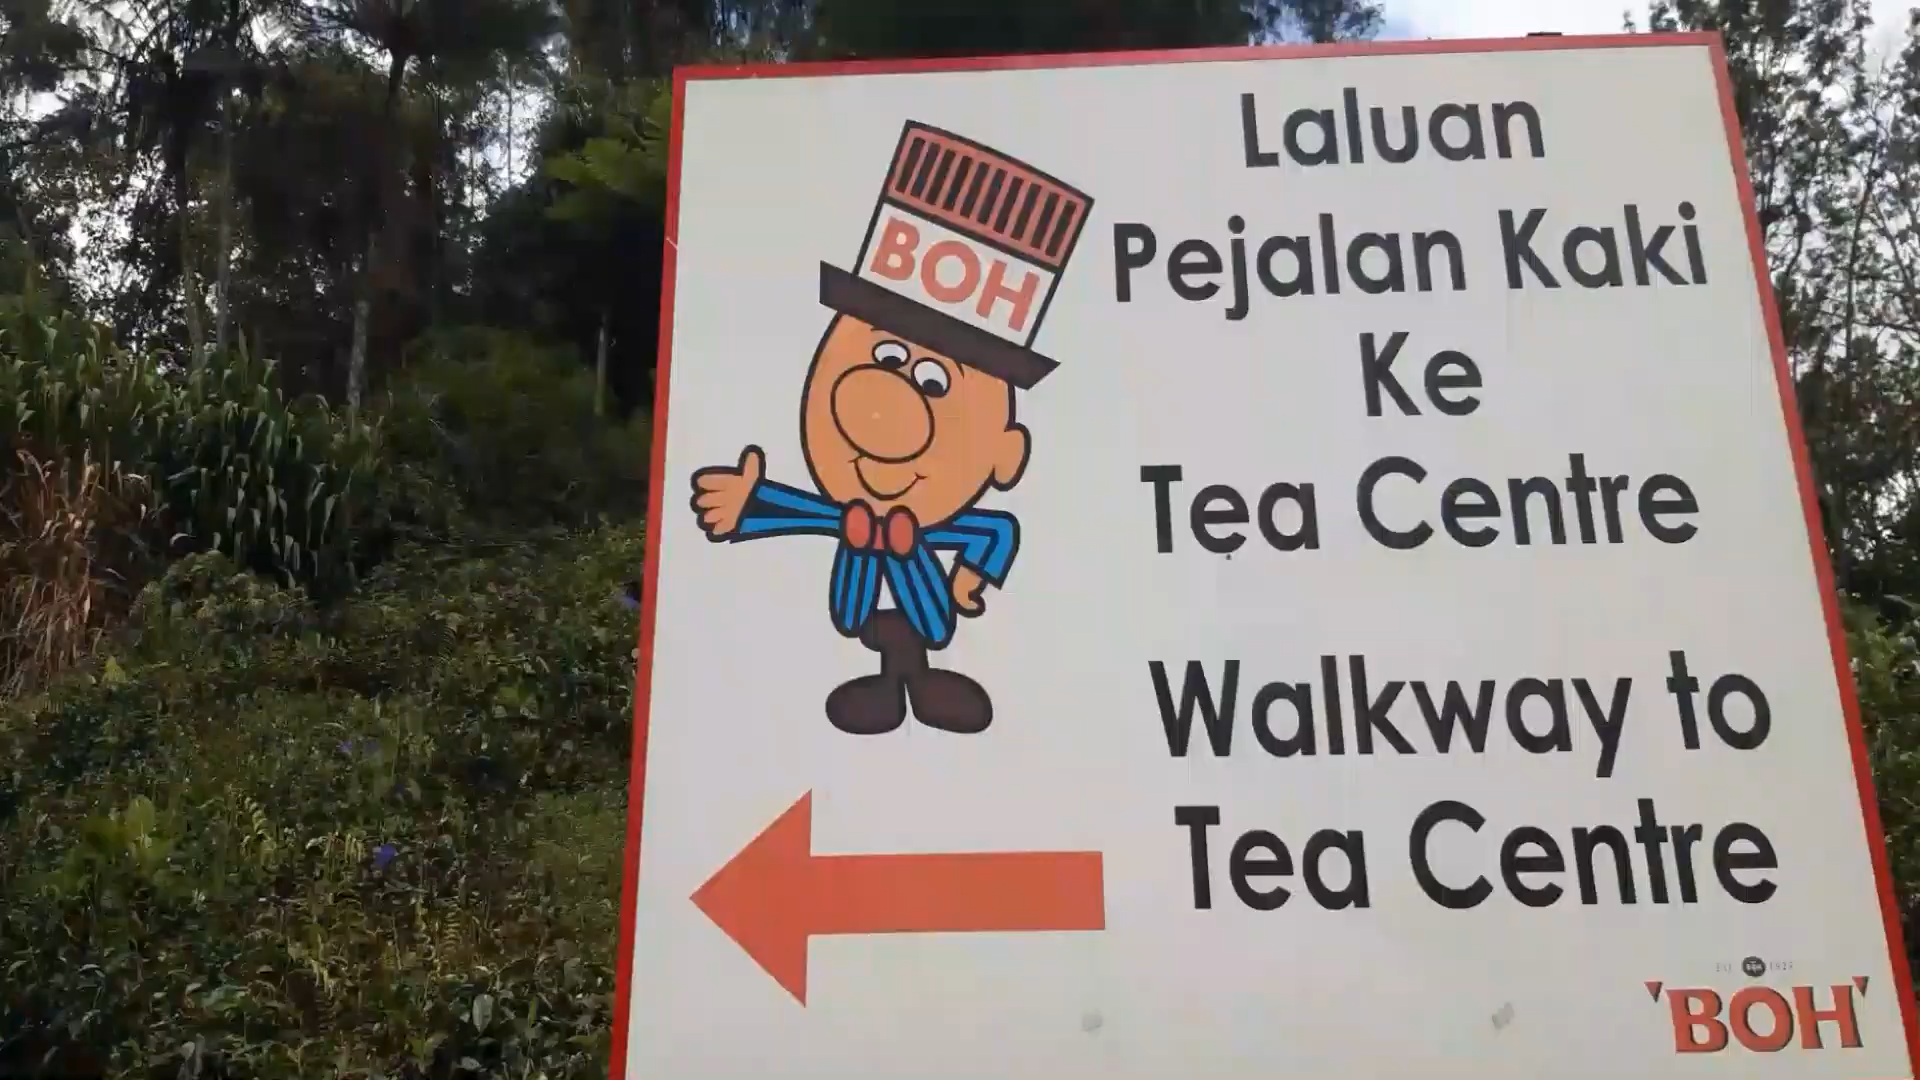 BOH
Laluan
Pejalan Kaki
Ke
Tea Centre
Walkway to
Tea Centre
'BOH'